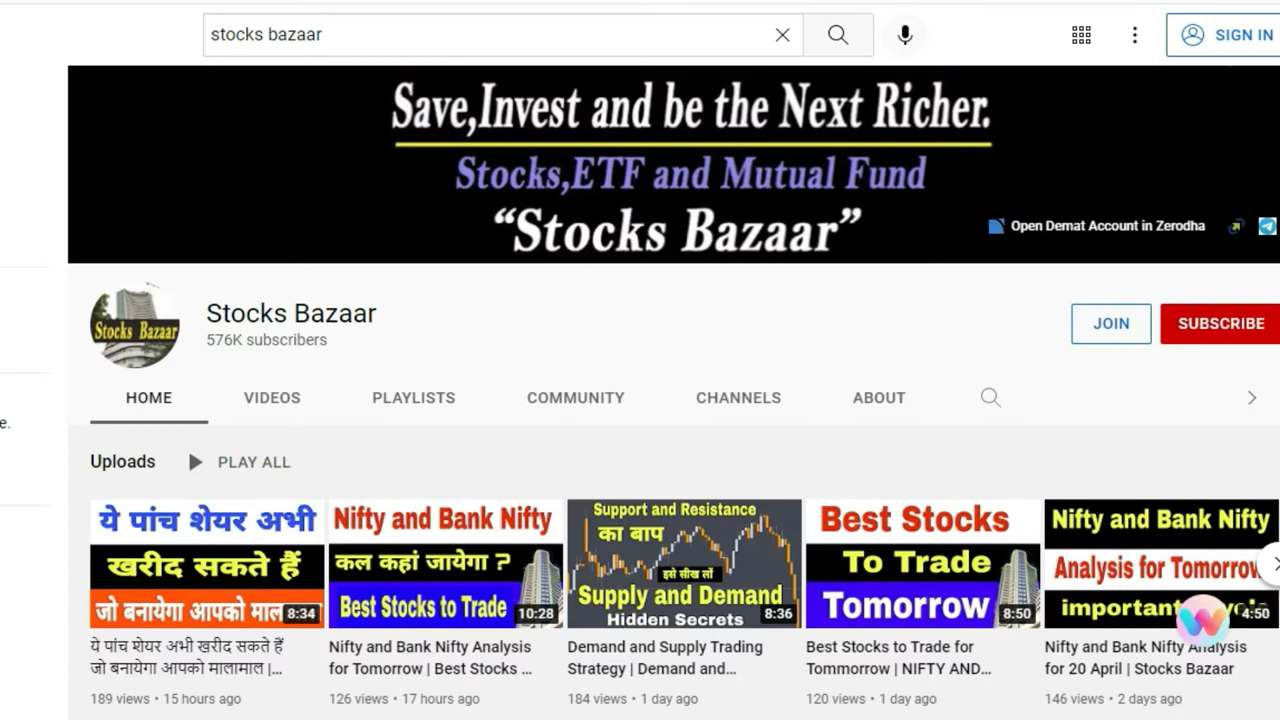 stocks bazaar
SIGN IN
Save,Invest and be the Next Richer.
Stocks,ETF and Mutual Fund
“Stocks Bazaar”
Open Demat Account in Zerodha
Stocks Bazaar
Stocks Bazaar
576K subscribers
JOIN
SUBSCRIBE
HOME VIDEOS PLAYLISTS COMMUNITY CHANNELS ABOUT
e.
Uploads PLAY ALL
ये पांच शेयर अभी
खरीद सकते हैं
जो बनायेगा आपको माल
8:34
Nifty and Bank Nifty
कल कहां जायेगा ?
Best Stocks to Trade
10:28
Support and Resistance
का बाप
इसे सीख लों
Supply and Demand
Hidden Secrets
8:36
Best Stocks
To Trade
Tomorrow
8:50
Nifty and Bank Nifty
Analysis for Tomorrow
important
4:50
ये पांच शेयर अभी खरीद सकते हैं
जो बनायेगा आपको मालामाल |...
189 views • 15 hours ago
Nifty and Bank Nifty Analysis
for Tomorrow | Best Stocks ...
126 views • 17 hours ago
Demand and Supply Trading
Strategy | Demand and...
184 views • 1 day ago
Best Stocks to Trade for
Tommorrow | NIFTY AND...
120 views • 1 day ago
Nifty and Bank Nifty Analysis
for 20 April | Stocks Bazaar
146 views • 2 days ago